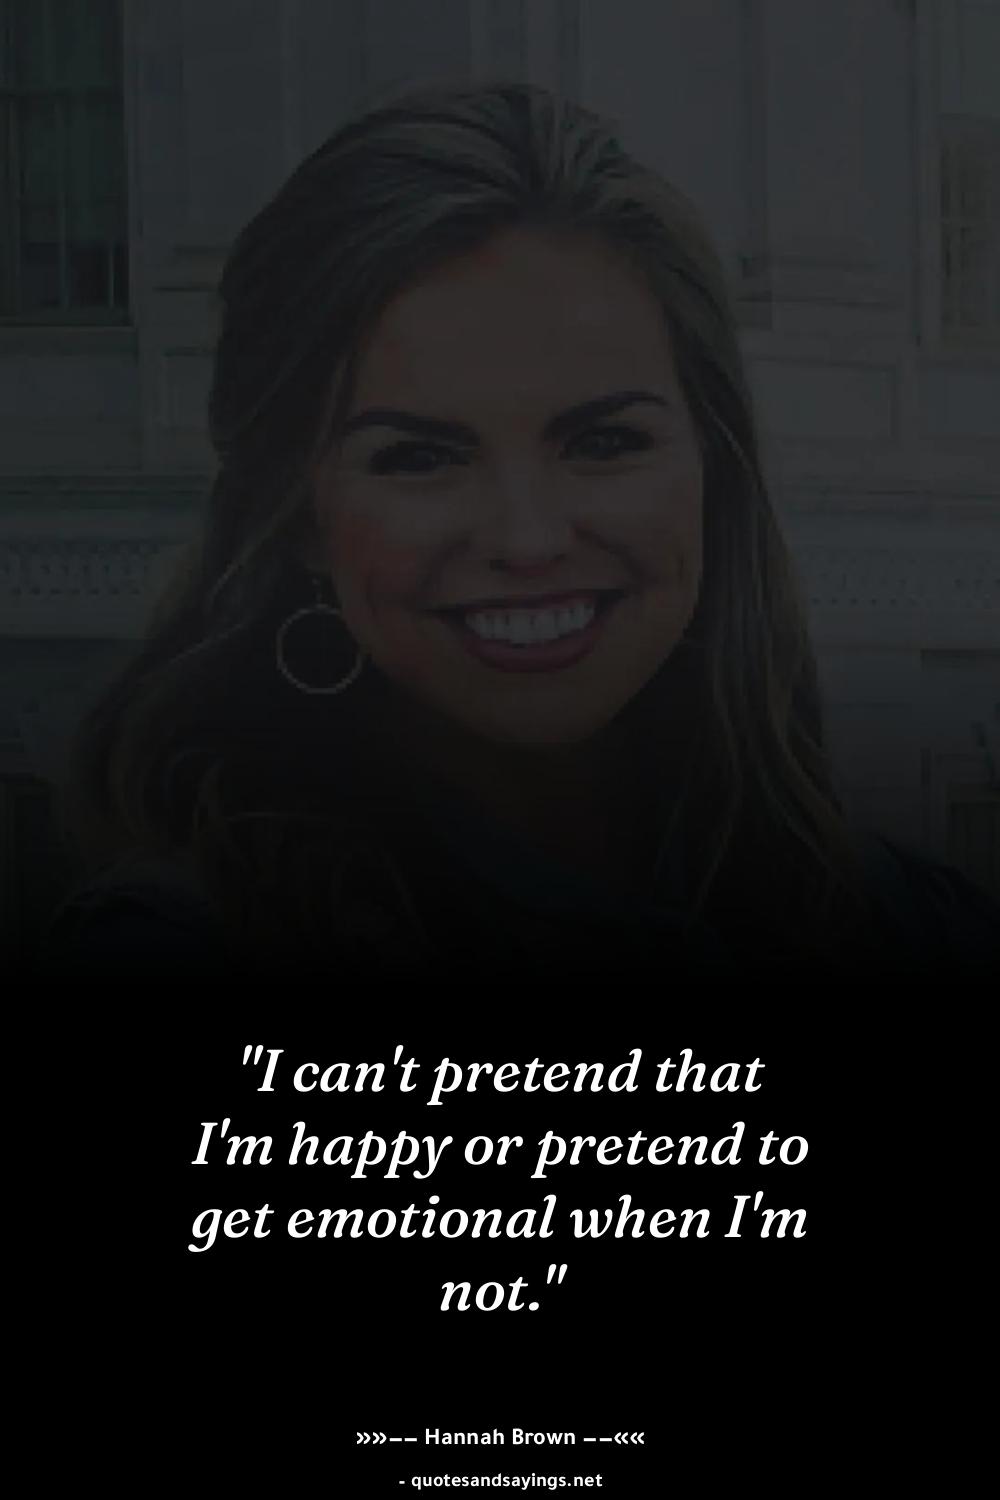 "I can't pretend that
I'm happy or pretend to
get emotional when I'm
not."
»»−− Hannah Brown −−««
- quotesandsayings.net